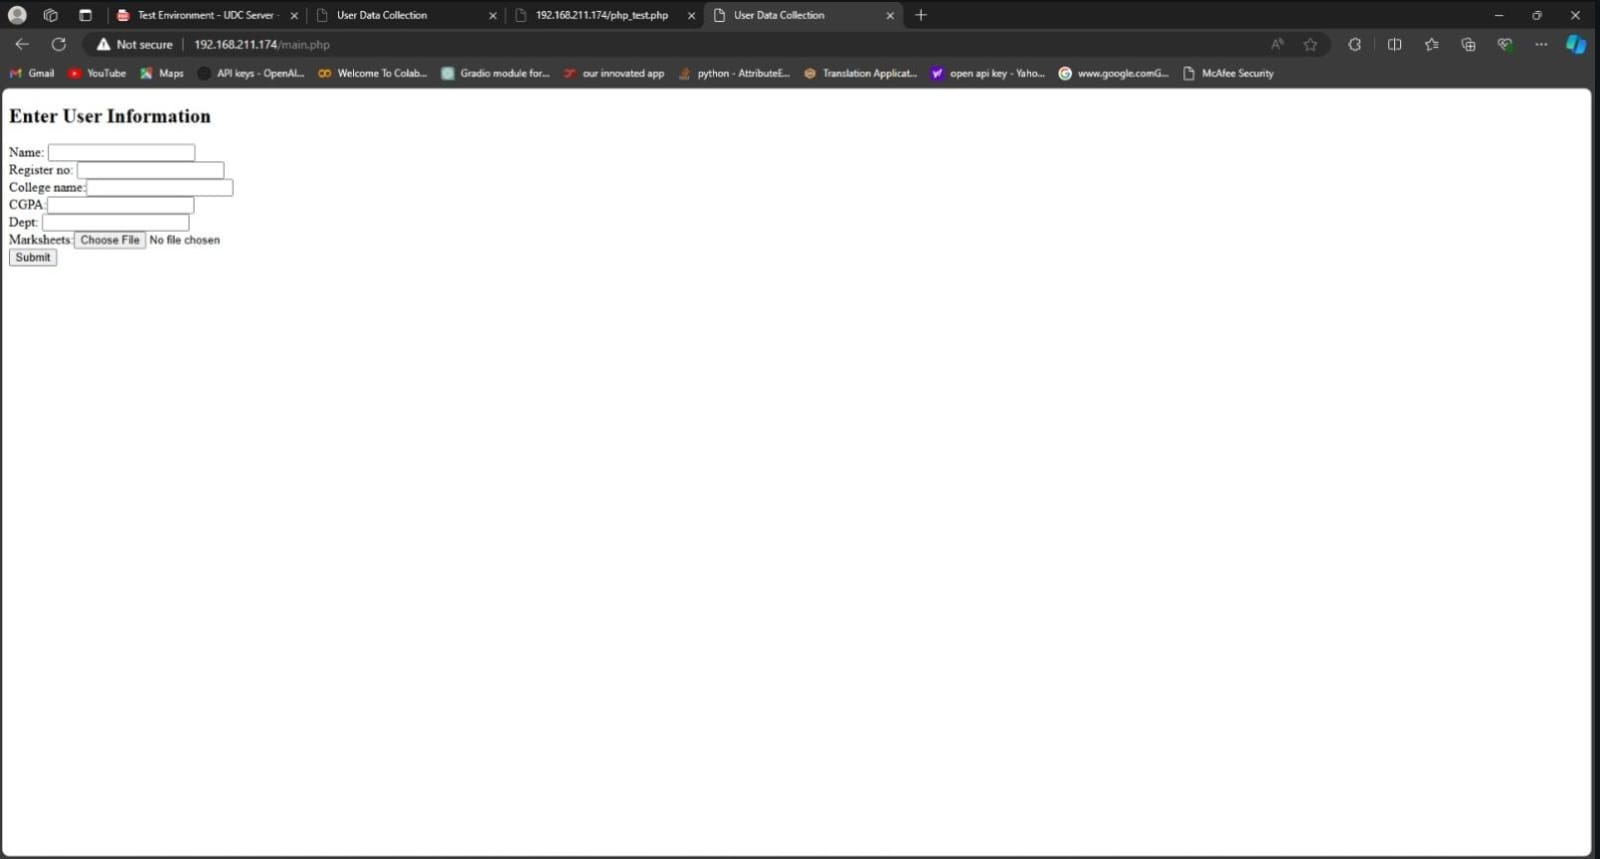 Test Environment - UDC Server -
User Data Collection
192.168.211.174/php_test.php
User Data Collection
Not secure
192.168.211.174/main.php
Gmail
YouTube
Maps
API keys - OpenAI...
Welcome To Colab...
Gradio module for...
our innovated app
python - AttributeE...
Translation Applicat...
open api key - Yaho...
www.google.comG...
McAfee Security
Enter User Information
Name:
Register no:
College name:
CGPA:
Dept:
Marksheets: Choose File No file chosen
Submit